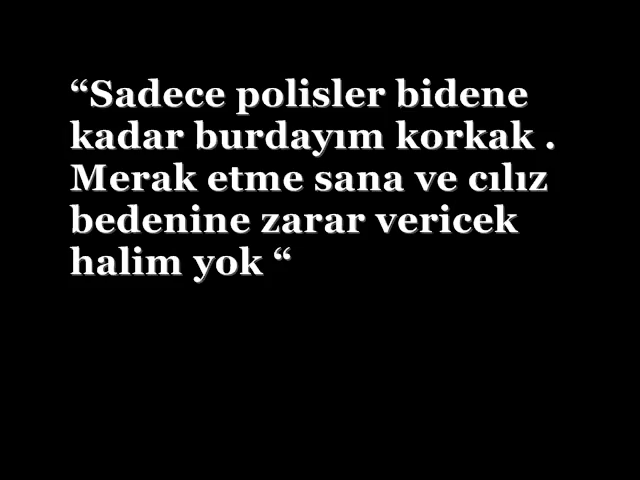 “Sadece polisler bidene
kadar burdayım korkak .
Merak etme sana ve cılız
bedenine zarar vericek
halim yok “